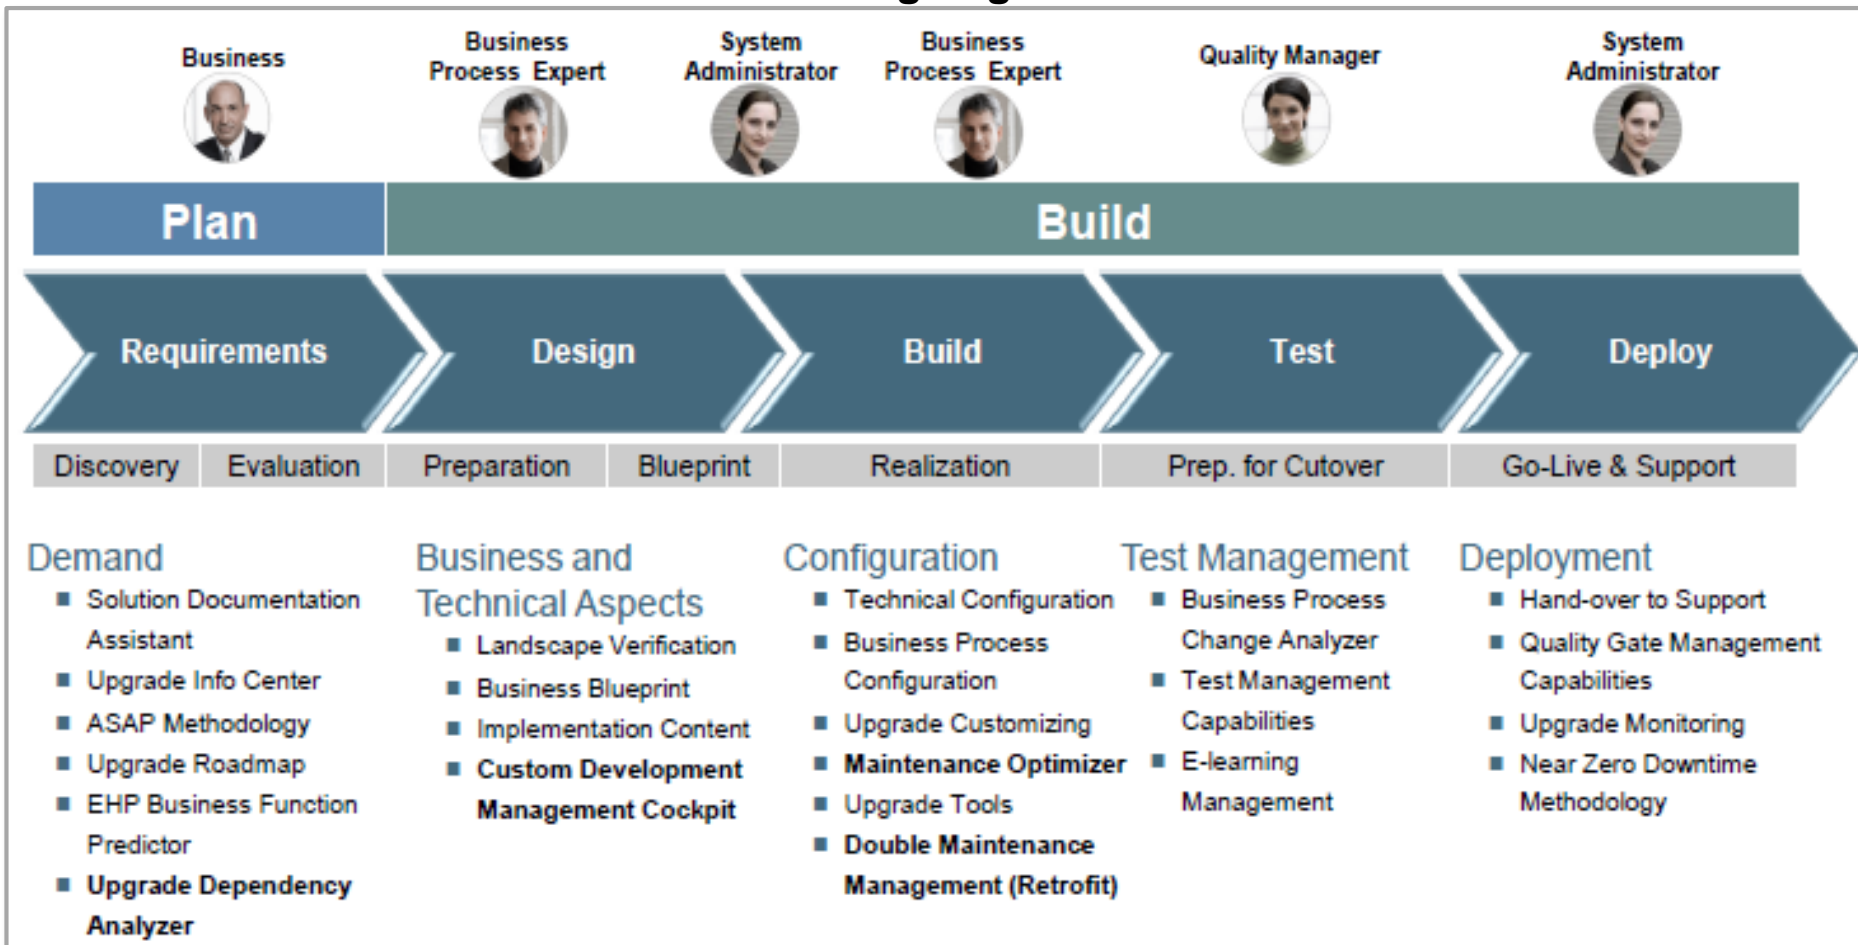 Business
Business
Process Expert
System
Administrator
Business
Process Expert
Quality Manager
System
Administrator
Plan
Build
Requirements
Design
Build
Test
Deploy
Discovery
Evaluation
Preparation
Blueprint
Realization
Prep. for Cutover
Go-Live & Support
Demand
Solution Documentation
Assistant
Upgrade Info Center
ASAP Methodology
Upgrade Roadmap
EHP Business Function
Predictor
Upgrade Dependency
Analyzer
Business and
Technical Aspects
Landscape Verification
Business Blueprint
Implementation Content
Custom Development
Management Cockpit
Configuration
Technical Configuration
Business Process
Configuration
Upgrade Customizing
Maintenance Optimizer
Upgrade Tools
Double Maintenance
Management (Retrofit)
Test Management
Business Process
Change Analyzer
Test Management
Capabilities
E-learning
Management
Deployment
Hand-over to Support
Quality Gate Management
Capabilities
Upgrade Monitoring
Near Zero Downtime
Methodology